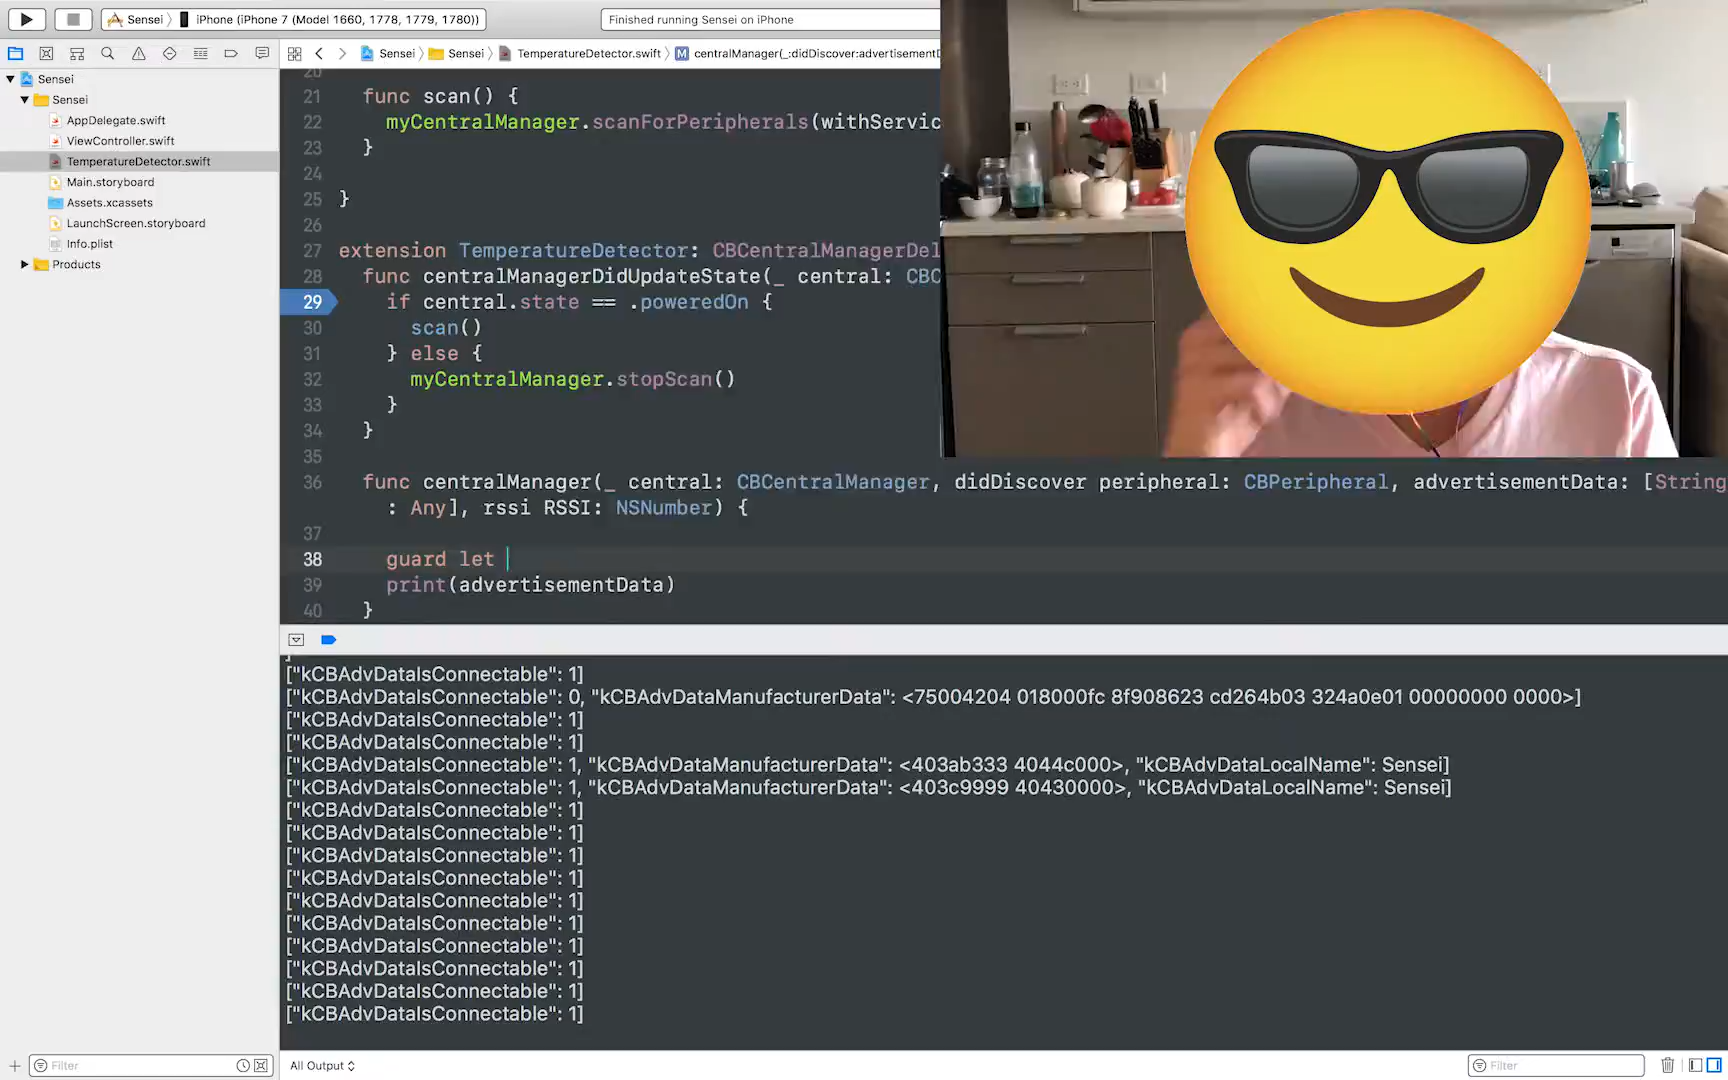 Sensei
iPhone (iPhone 7 (Model 1660, 1778, 1779, 1780))
Finished running Sensei on iPhone
Sensei
Sensei
TemperatureDetector.swift
M
centralManager(_:didDiscover:advertisementD
Sensei
Sensei
AppDelegate.swift
ViewController.swift
TemperatureDetector.swift
Main.storyboard
Assets.xcassets
LaunchScreen.storyboard
Info.plist
Products
20
21 func scan() {
22 myCentralManager.scanForPeripherals(withServic
23 }
24
25 }
26
27 extension TemperatureDetector: CBCentralManagerDel
28 func centralManagerDidUpdateState(_ central: CBC
29 if central.state == .poweredOn {
30 scan()
31 } else {
32 myCentralManager.stopScan()
33 }
34 }
35
36 func centralManager(_ central: CBCentralManager, didDiscover peripheral: CBPeripheral, advertisementData: [String
: Any], rssi RSSI: NSNumber) {
37
38 guard let
39 print(advertisementData)
40 }
]
["kCBAdvDataIsConnectable": 1]
["kCBAdvDataIsConnectable": 0, "kCBAdvDataManufacturerData": <75004204 018000fc 8f908623 cd264b03 324a0e01 00000000 0000>]
["kCBAdvDataIsConnectable": 1]
["kCBAdvDataIsConnectable": 1]
["kCBAdvDataIsConnectable": 1, "kCBAdvDataManufacturerData": <403ab333 4044c000>, "kCBAdvDataLocalName": Sensei]
["kCBAdvDataIsConnectable": 1, "kCBAdvDataManufacturerData": <403c9999 40430000>, "kCBAdvDataLocalName": Sensei]
["kCBAdvDataIsConnectable": 1]
["kCBAdvDataIsConnectable": 1]
["kCBAdvDataIsConnectable": 1]
["kCBAdvDataIsConnectable": 1]
["kCBAdvDataIsConnectable": 1]
["kCBAdvDataIsConnectable": 1]
["kCBAdvDataIsConnectable": 1]
["kCBAdvDataIsConnectable": 1]
["kCBAdvDataIsConnectable": 1]
["kCBAdvDataIsConnectable": 1]
Filter
All Output
Filter